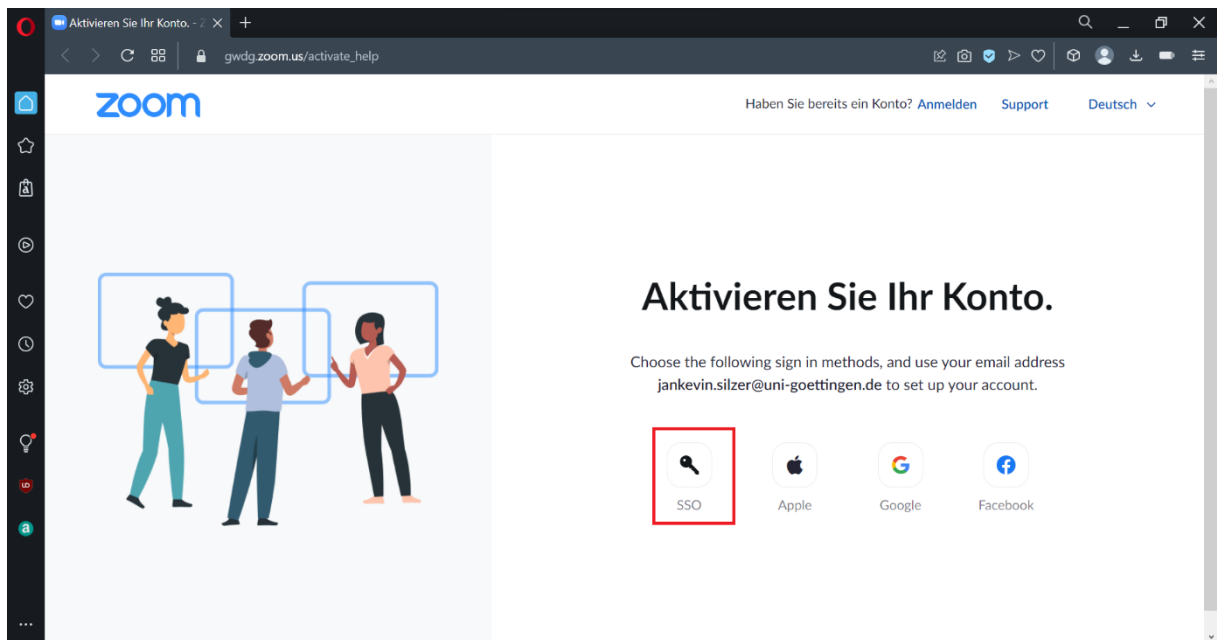 Aktivieren Sie Ihr Konto. - Z
gwdg.zoom.us/activate_help
zoom
Haben Sie bereits ein Konto? Anmelden Support Deutsch
Aktivieren Sie Ihr Konto.
Choose the following sign in methods, and use your email address
jankevin.silzer@uni-goettingen.de to set up your account.
SSO Apple Google Facebook